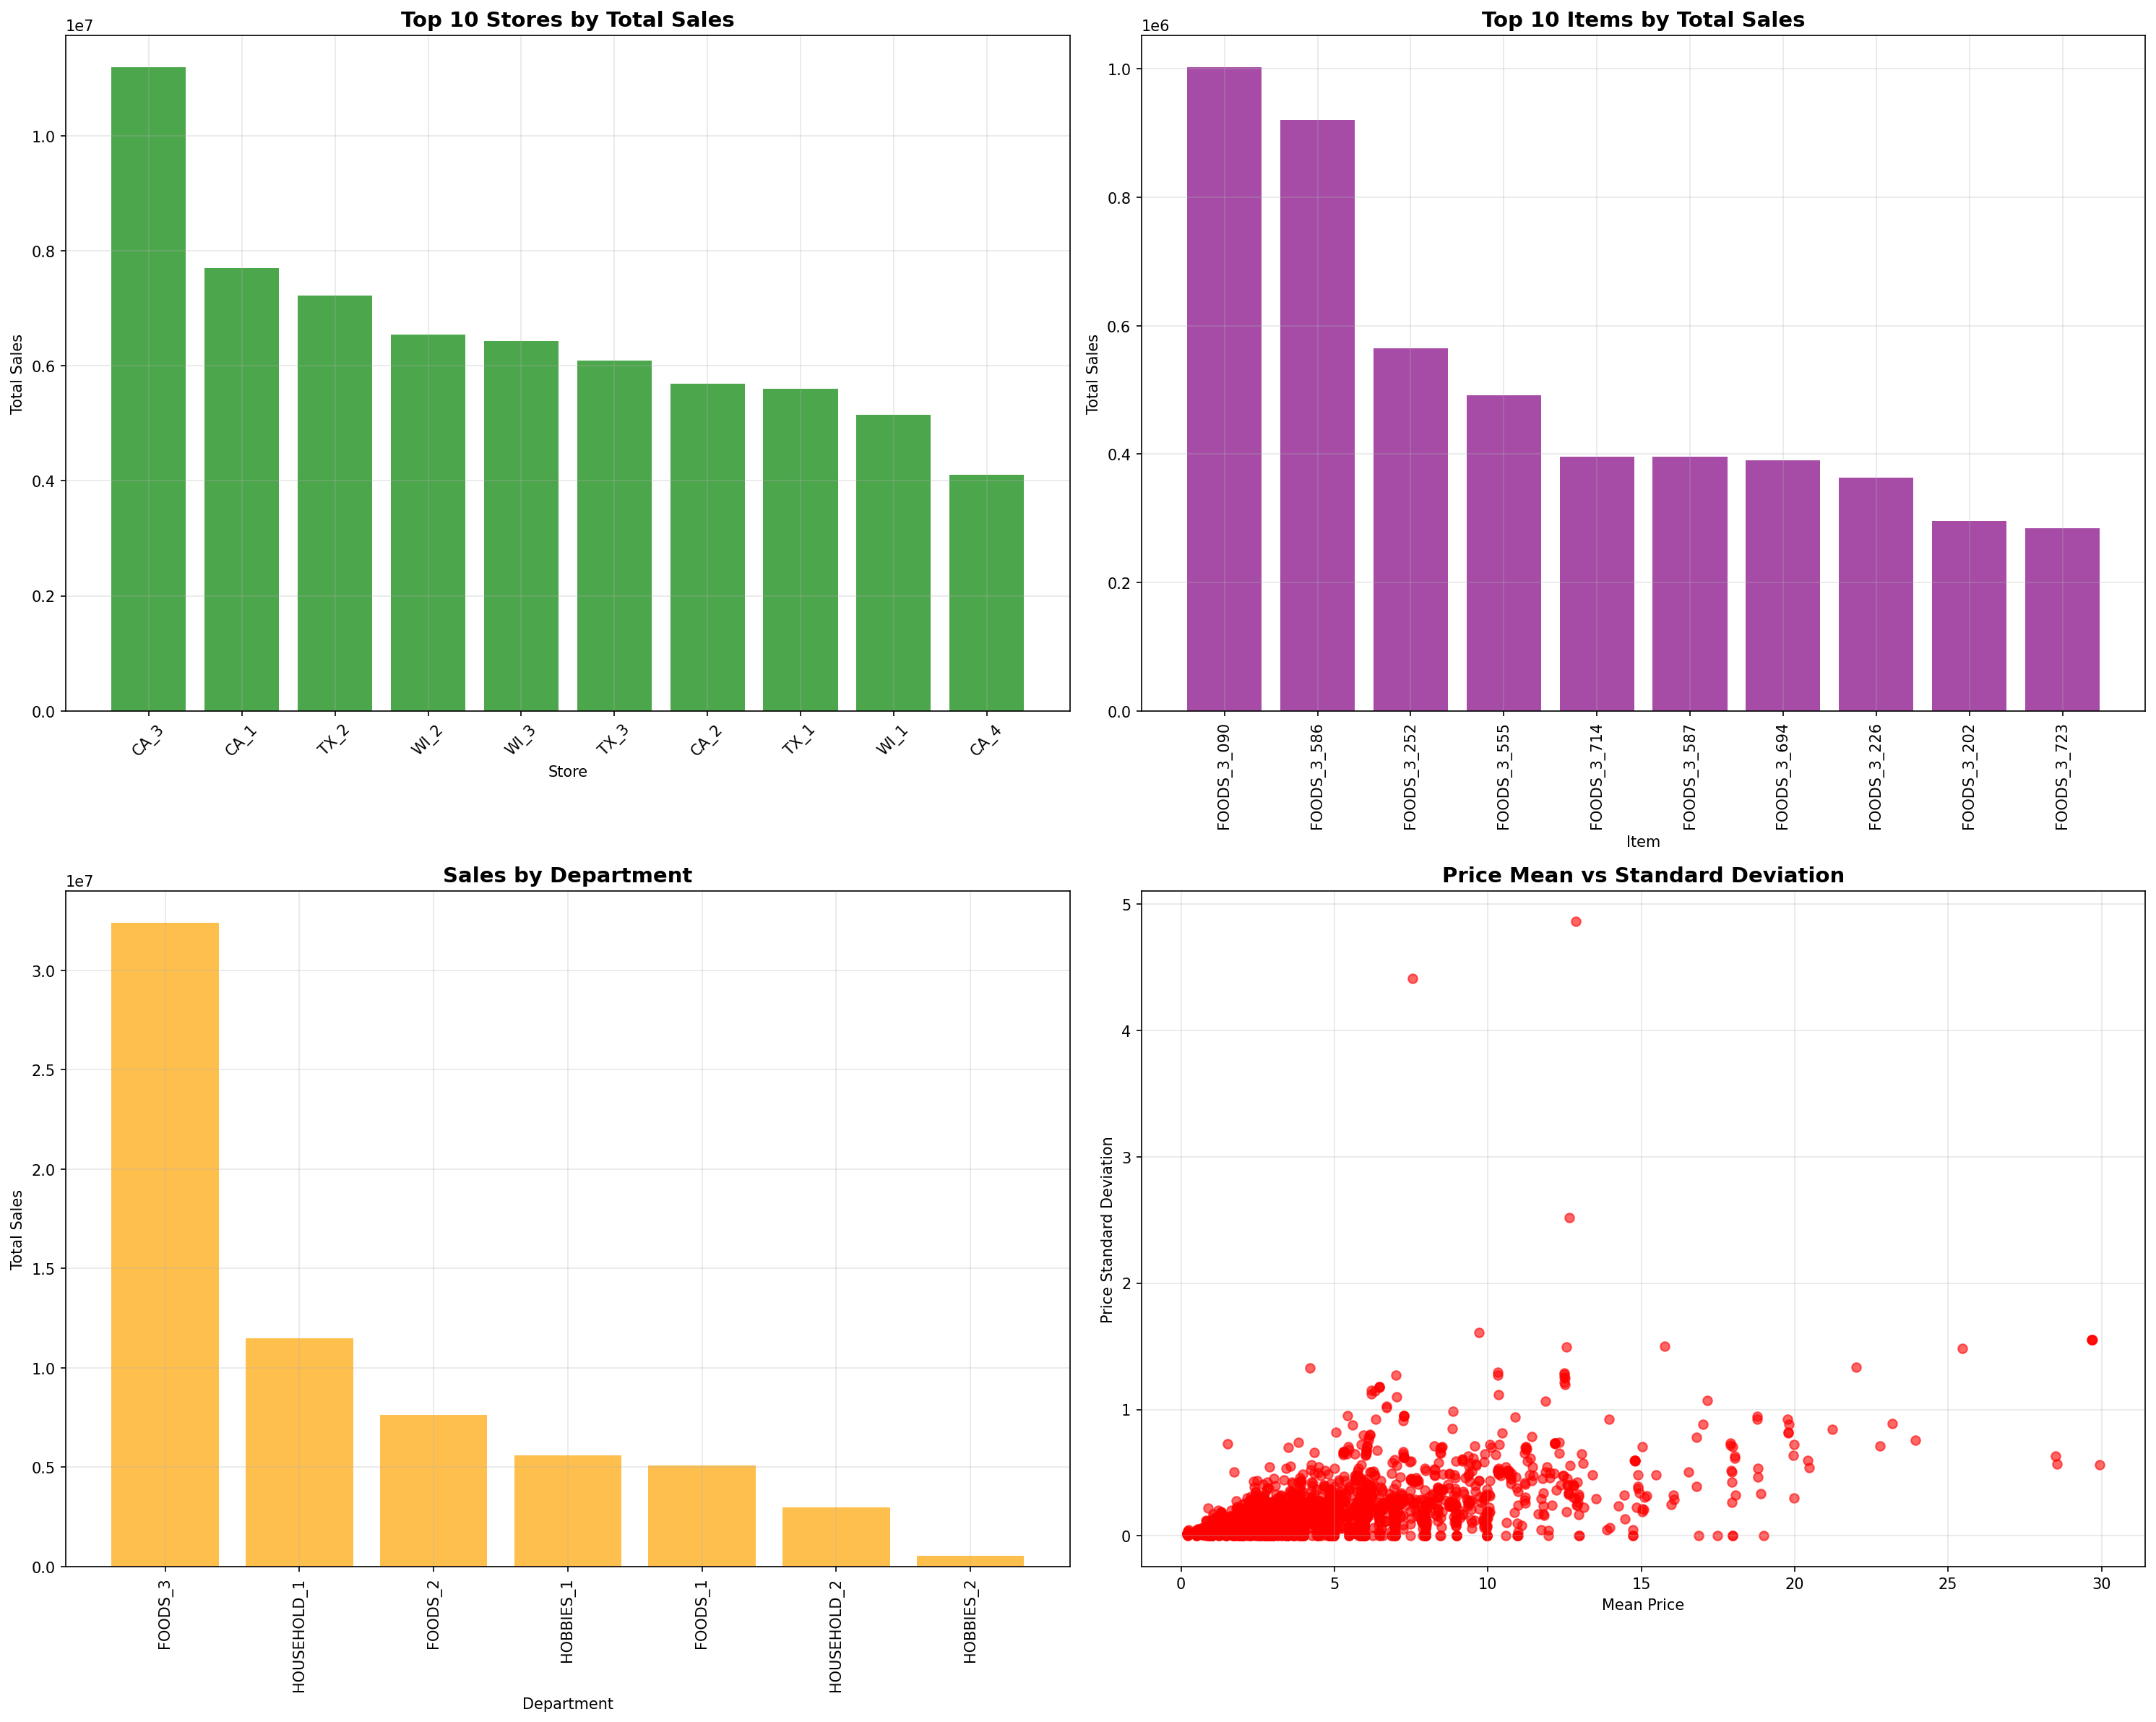 Top 10 Stores by Total Sales
1e7
1.0
0.8
0.6
0.4
0.2
0.0
Total Sales
CA_3 CA_1 TX_2 WI_2 WI_3 TX_3 CA_2 TX_1 WI_1 CA_4
Store
Top 10 Items by Total Sales
1e6
1.0
0.8
0.6
0.4
0.2
0.0
Total Sales
FOODS_3_090 FOODS_3_586 FOODS_3_252 FOODS_3_555 FOODS_3_714 FOODS_3_587 FOODS_3_694 FOODS_3_226 FOODS_3_202 FOODS_3_723
Item
Sales by Department
1e7
3.0
2.5
2.0
1.5
1.0
0.5
0.0
Total Sales
FOODS_3 HOUSEHOLD_1 FOODS_2 HOBBIES_1 FOODS_1 HOUSEHOLD_2 HOBBIES_2
Department
Price Mean vs Standard Deviation
5
4
3
2
1
0
Price Standard Deviation
0 5 10 15 20 25 30
Mean Price